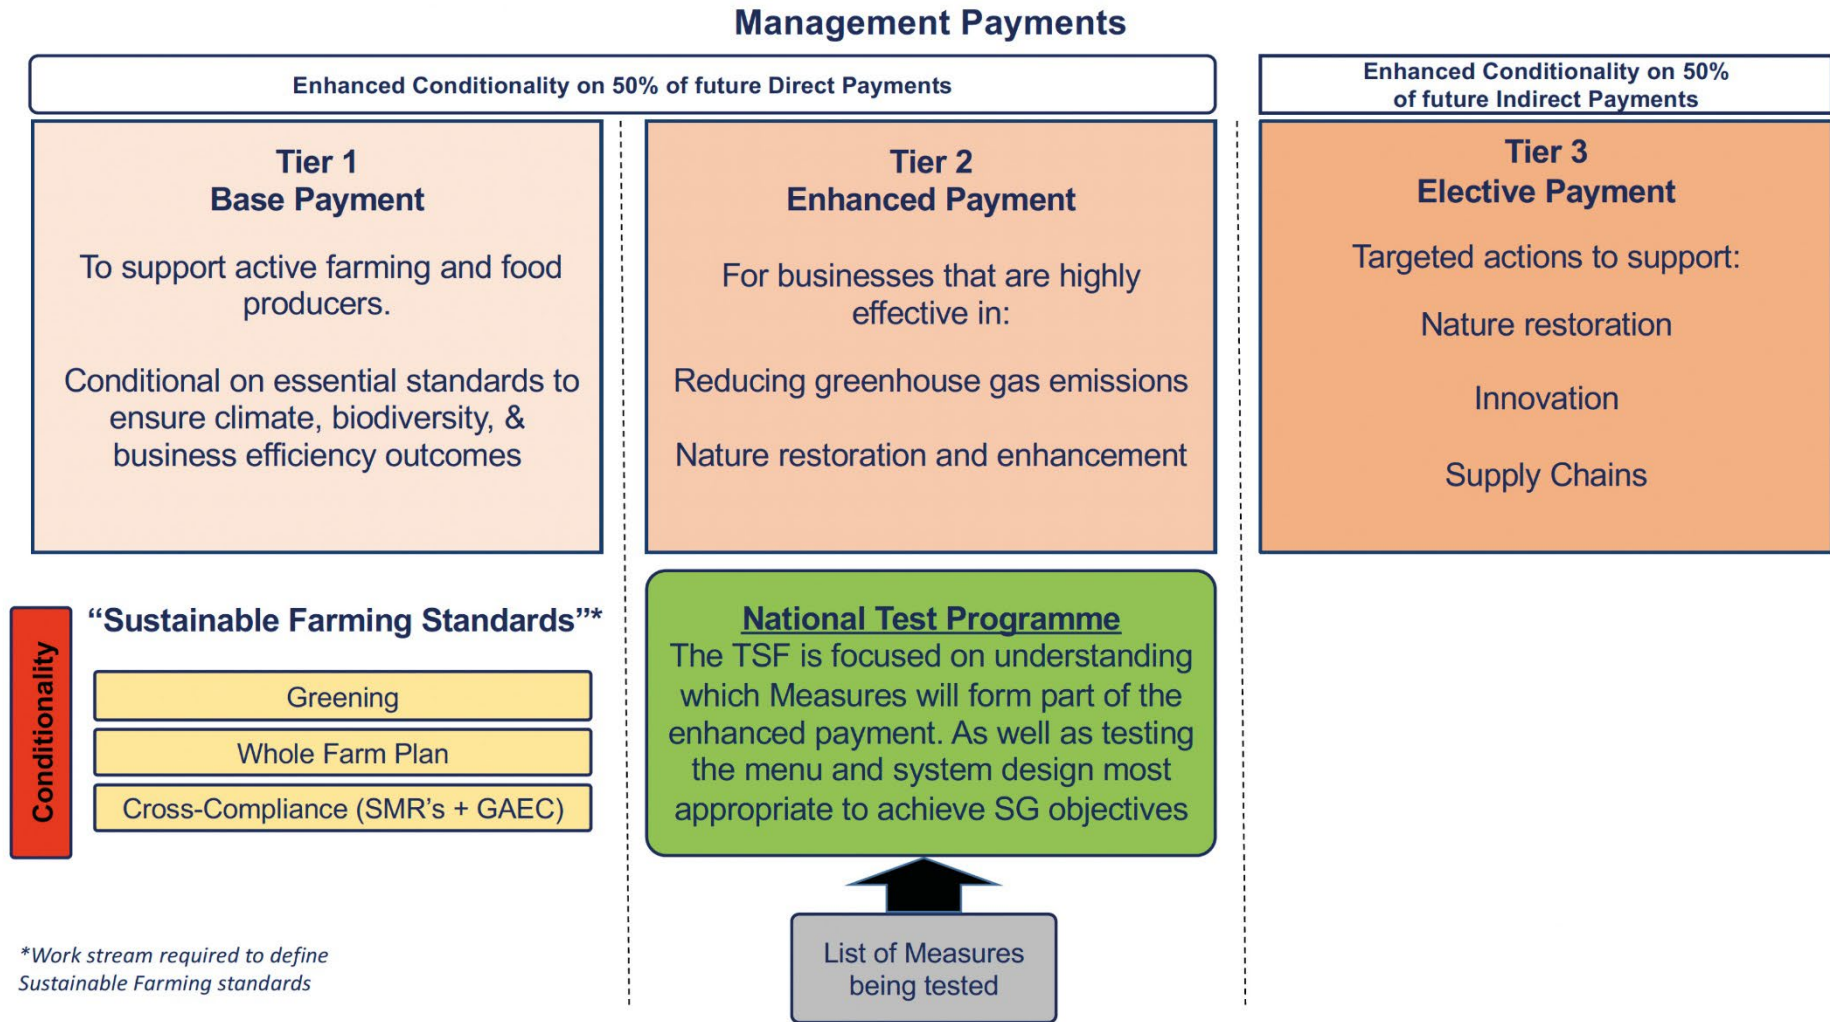 Management Payments
Enhanced Conditionality on 50% of future Direct Payments
Enhanced Conditionality on 50%
of future Indirect Payments
Tier 1
Base Payment
To support active farming and food
producers.
Conditional on essential standards to
ensure climate, biodiversity, &
business efficiency outcomes
Tier 2
Enhanced Payment
For businesses that are highly
effective in:
Reducing greenhouse gas emissions
Nature restoration and enhancement
Tier 3
Elective Payment
Targeted actions to support:
Nature restoration
Innovation
Supply Chains
Conditionality
“Sustainable Farming Standards”*
Greening
Whole Farm Plan
Cross-Compliance (SMR’s + GAEC)
National Test Programme
The TSF is focused on understanding
which Measures will form part of the
enhanced payment. As well as testing
the menu and system design most
appropriate to achieve SG objectives
List of Measures
being tested
*Work stream required to define
Sustainable Farming standards